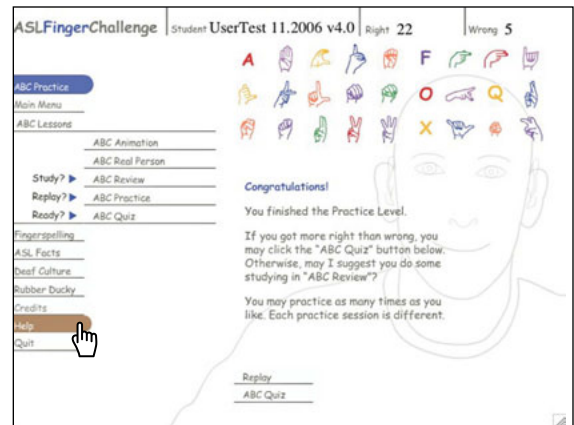 ASLFingerChallenge Student UserTest 11.2006 v4.0 Right 22 Wrong 5
A F
O Q
X
ABC Practice
Main Menu
ABC Lessons
ABC Animation
ABC Real Person
Study? ABC Review
Replay? ABC Practice
Ready? ABC Quiz
Fingerspelling
ASL Facts
Deaf Culture
Rubber Ducky
Credits
Help
Quit
Congratulations!
You finished the Practice Level.
If you got more right than wrong, you
may click the "ABC Quiz" button below.
Otherwise, may I suggest you do some
studying in "ABC Review"?
You may practice as many times as you
like. Each practice session is different.
Replay
ABC Quiz